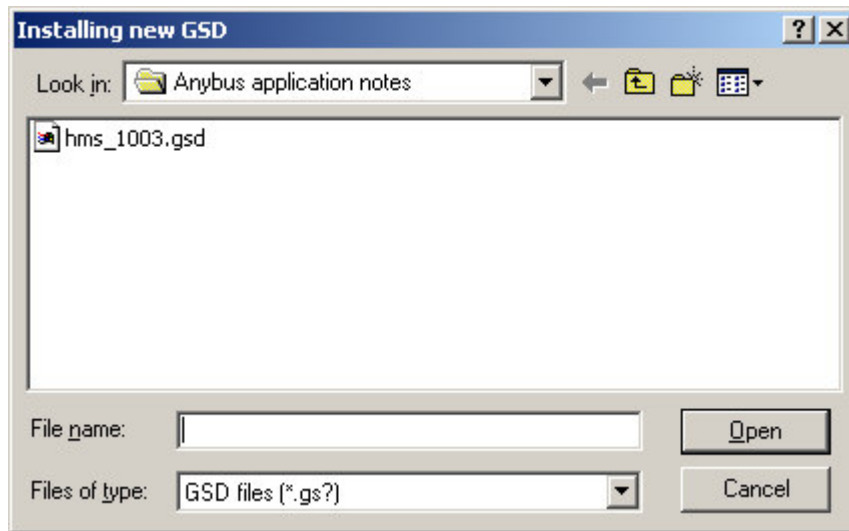 Installing new GSD
Look in: Anybus application notes
hms_1003.gsd
File name: Open
Files of type: GSD files (*.gs?) Cancel